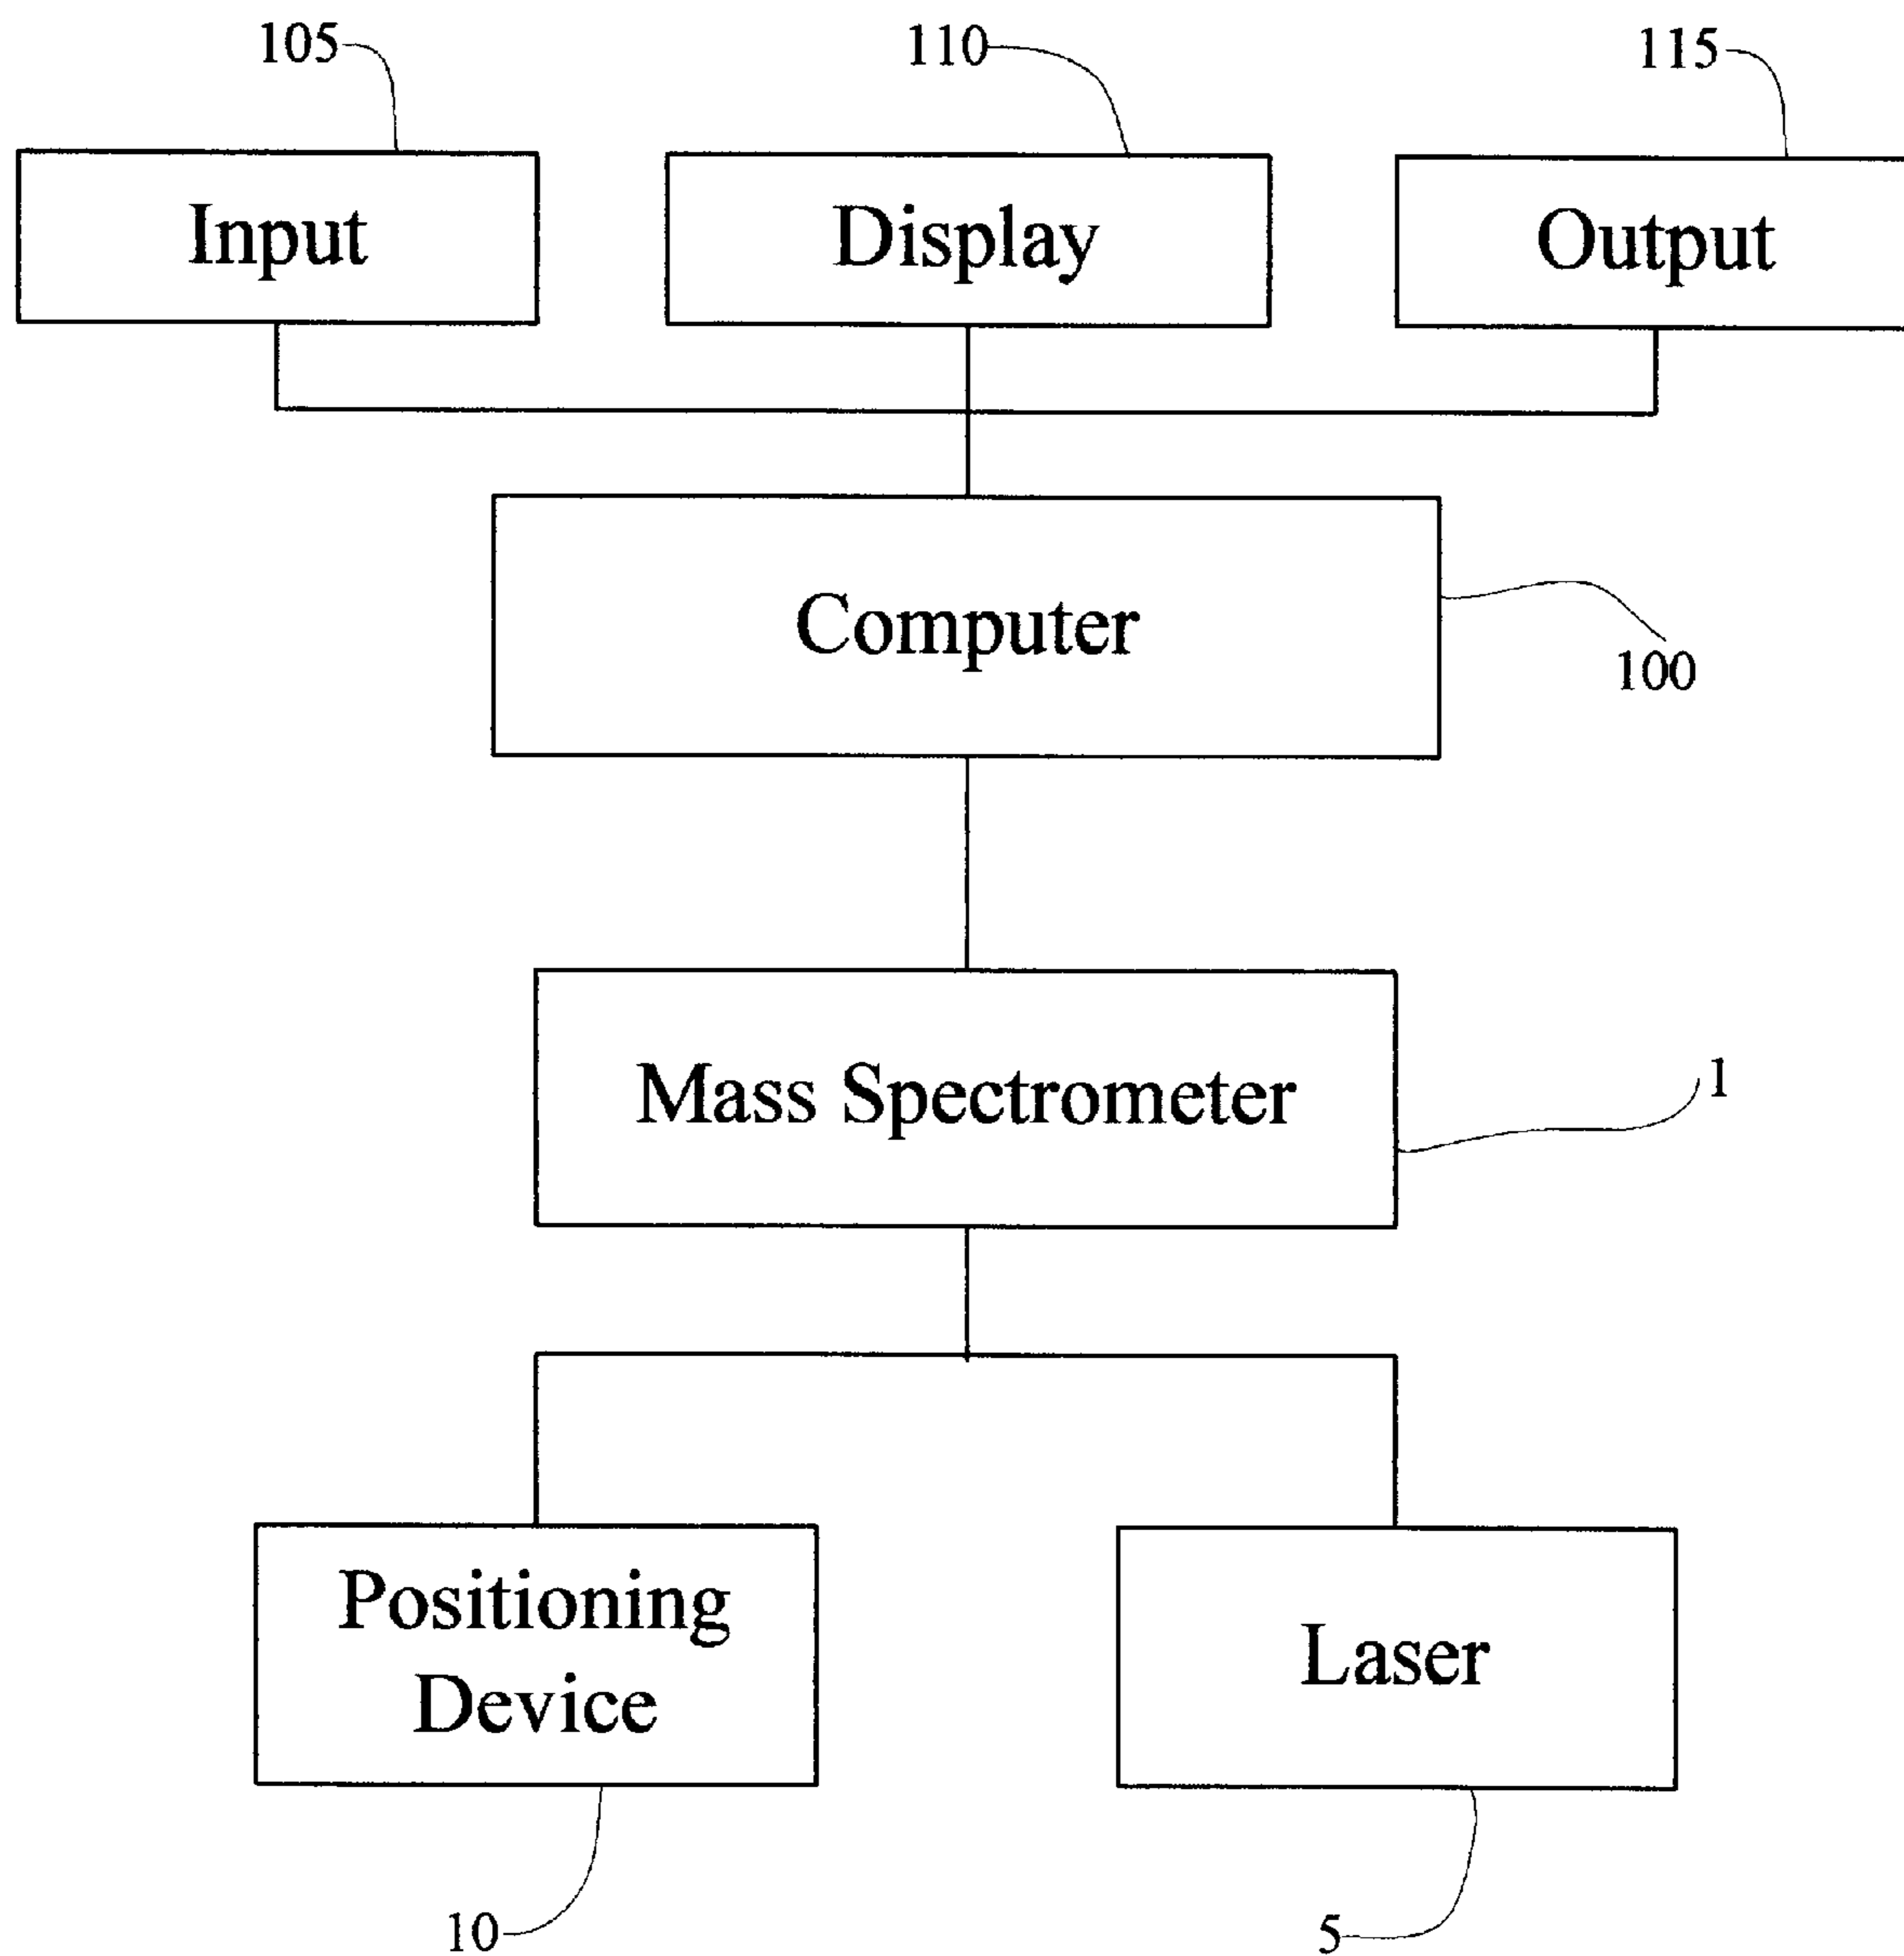 105
110
115
Input
Display
Output
Computer
100
Mass Spectrometer
1
Positioning
Device
Laser
10
5